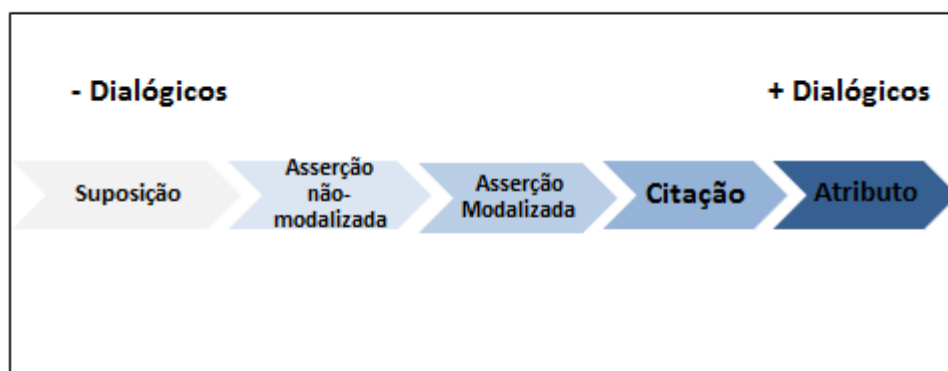 - Dialógicos
+ Dialógicos
Suposição
Asserção
não-
modalizada
Asserção
Modalizada
Citação
Atributo